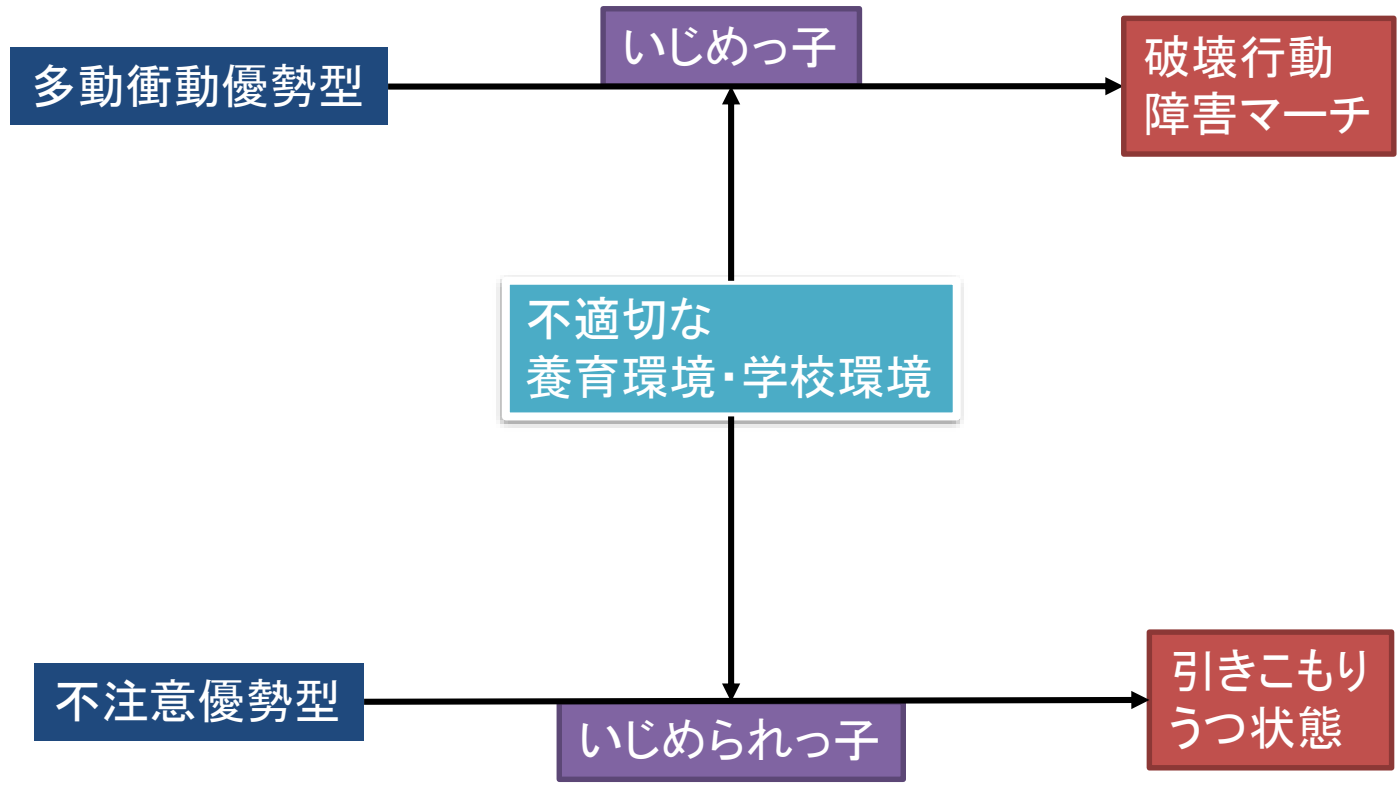 いじめっ子
多動衝動優勢型
破壊行動
障害マーチ
不適切な
養育環境・学校環境
不注意優勢型
いじめられっ子
引きこもり
うつ状態